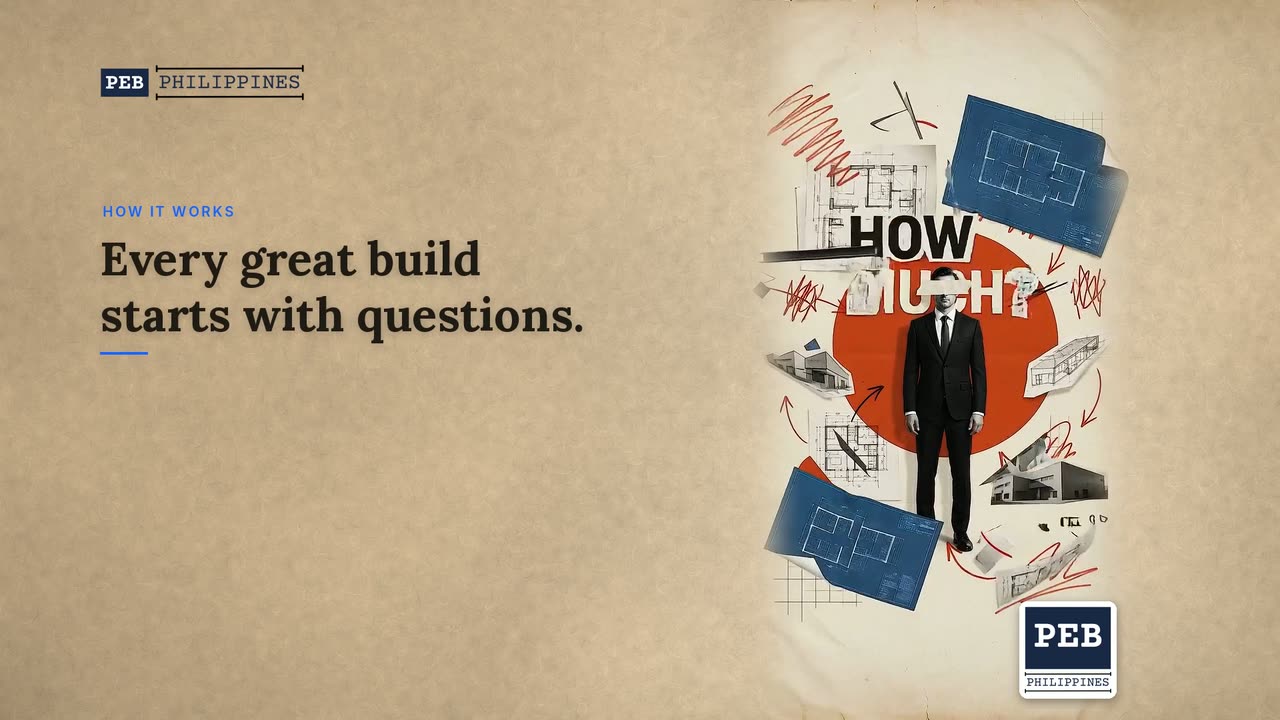 PEB PHILIPPINES
HOW IT WORKS
Every great build
starts with questions.
HOW
MUCH?
PEB
PHILIPPINES